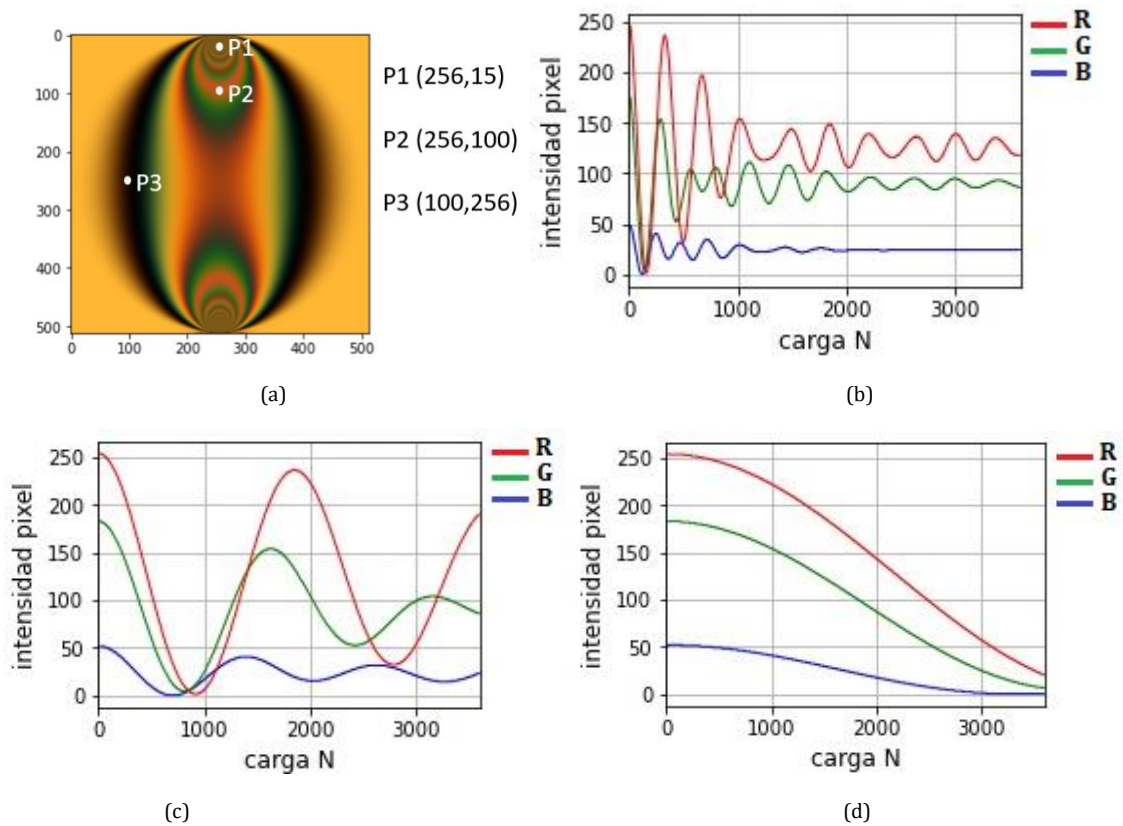 0
100
200
300
400
500
0 100 200 300 400 500
P1
P2
P3
P1 (256,15)
P2 (256,100)
P3 (100,256)
(a)
intensidad pixel
250
200
150
100
50
0
0 1000 2000 3000
carga N
R
G
B
(b)
intensidad pixel
250
200
150
100
50
0
0 1000 2000 3000
carga N
R
G
B
(c)
intensidad pixel
250
200
150
100
50
0
0 1000 2000 3000
carga N
R
G
B
(d)